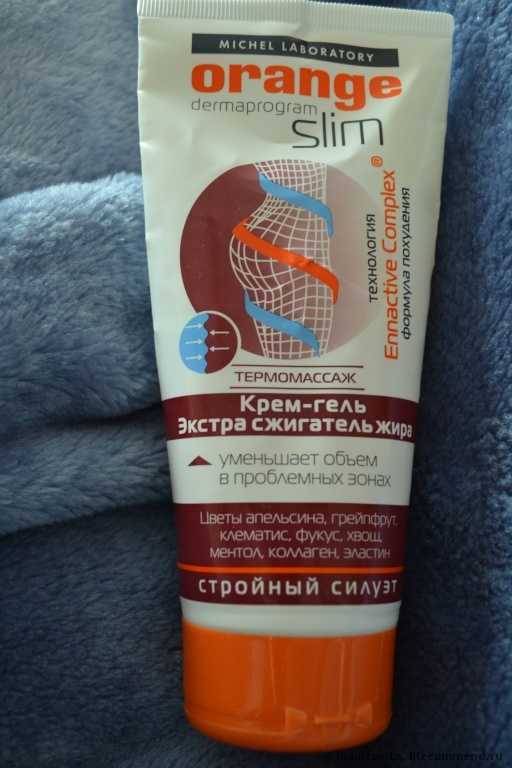 MICHEL LABORATORY
orange
dermaprogram
slim
технология
Ennactive Complex®
формула похудения
ТЕРМОМАССАЖ
Крем-гель
Экстра сжигатель жира
уменьшает объем
в проблемных зонах
Цветы апельсина, грейпфрут,
клематис, фукус, хвощ,
ментол, коллаген, эластин
стройный силуэт